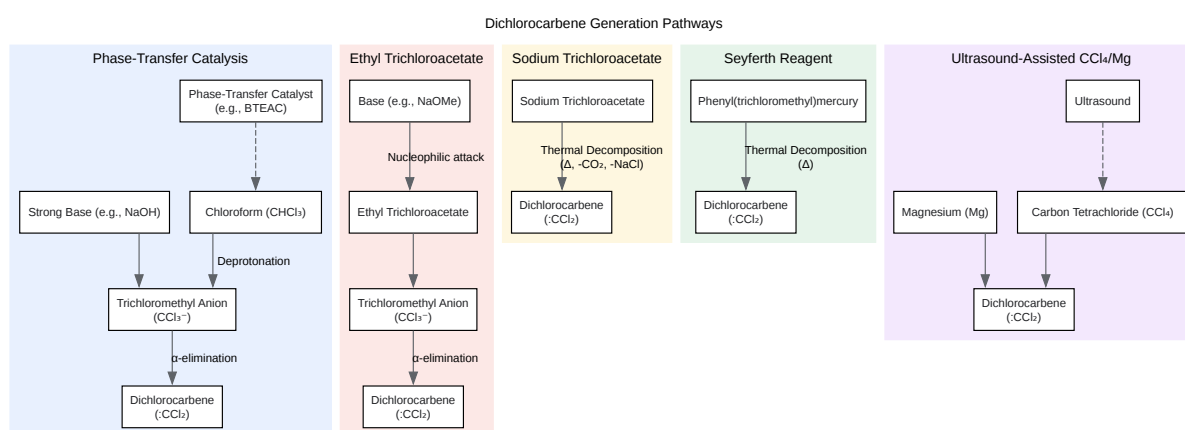 Dichlorocarbene Generation Pathways
Phase-Transfer Catalysis
Phase-Transfer Catalyst
(e.g., BTEAC)
Strong Base (e.g., NaOH)
Chloroform (CHCl₃)
Deprotonation
Trichloromethyl Anion
(CCl₃⁻)
α-elimination
Dichlorocarbene
(:CCl₂)
Ethyl Trichloroacetate
Base (e.g., NaOMe)
Nucleophilic attack
Ethyl Trichloroacetate
Trichloromethyl Anion
(CCl₃⁻)
α-elimination
Dichlorocarbene
(:CCl₂)
Sodium Trichloroacetate
Sodium Trichloroacetate
Thermal Decomposition
(Δ, -CO₂, -NaCl)
Dichlorocarbene
(:CCl₂)
Seyferth Reagent
Phenyl(trichloromethyl)mercury
Thermal Decomposition
(Δ)
Dichlorocarbene
(:CCl₂)
Ultrasound-Assisted CCl₄/Mg
Ultrasound
Magnesium (Mg)
Carbon Tetrachloride (CCl₄)
Dichlorocarbene
(:CCl₂)